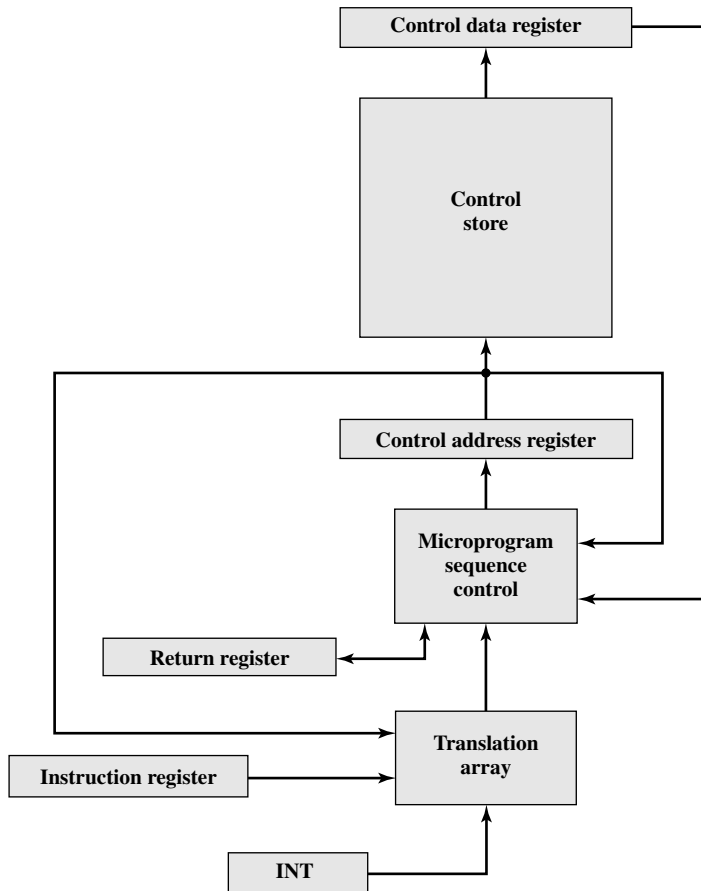 Control data register
Control
store
Control address register
Microprogram
sequence
control
Return register
Translation
array
Instruction register
INT